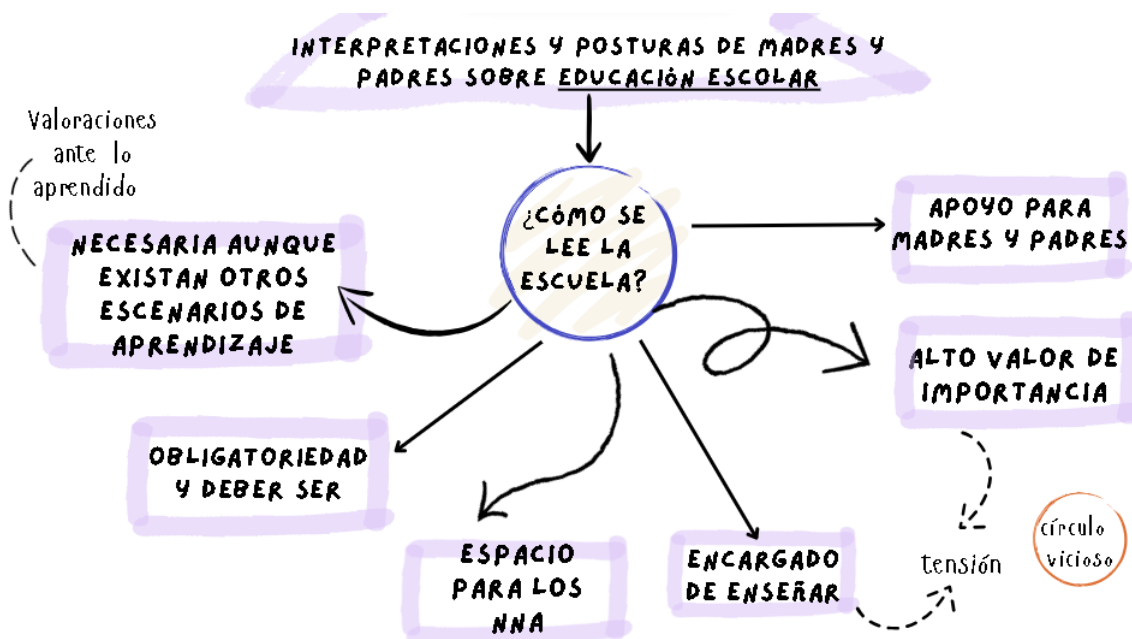 INTERPRETACIONES Y POSTURAS DE MADRES Y
PADRES SOBRE EDUCACIÓN ESCOLAR
Valoraciones
ante lo
aprendido
NECESARIA AUNQUE
EXISTAN OTROS
ESCENARIOS DE
APRENDIZAJE
¿CÓMO SE
LEE LA
ESCUELA?
APOYO PARA
MADRES Y PADRES
ALTO VALOR DE
IMPORTANCIA
OBLIGATORIEDAD
Y DEBER SER
ESPACIO
PARA LOS
NNA
ENCARGADO
DE ENSEÑAR
tensión
círculo
vicioso